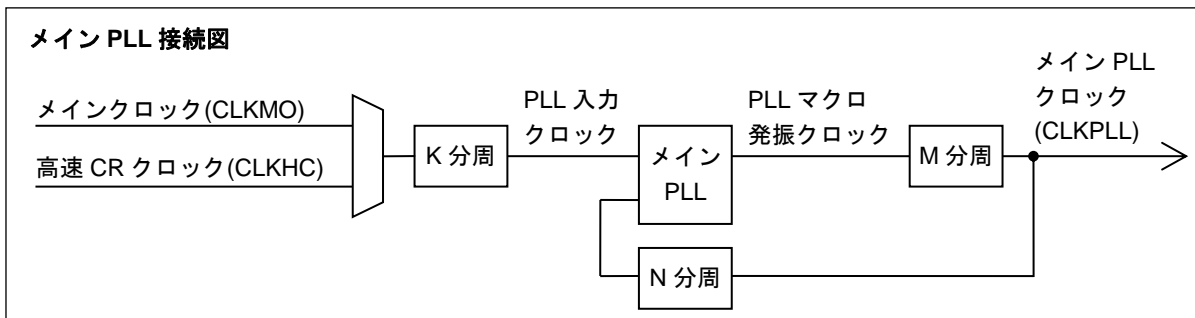 メイン PLL 接続図
メインクロック(CLKMO)
高速 CR クロック(CLKHC)
K 分周
PLL 入力
クロック
メイン
PLL
PLL マクロ
発振クロック
M 分周
メイン PLL
クロック
(CLKPLL)
N 分周